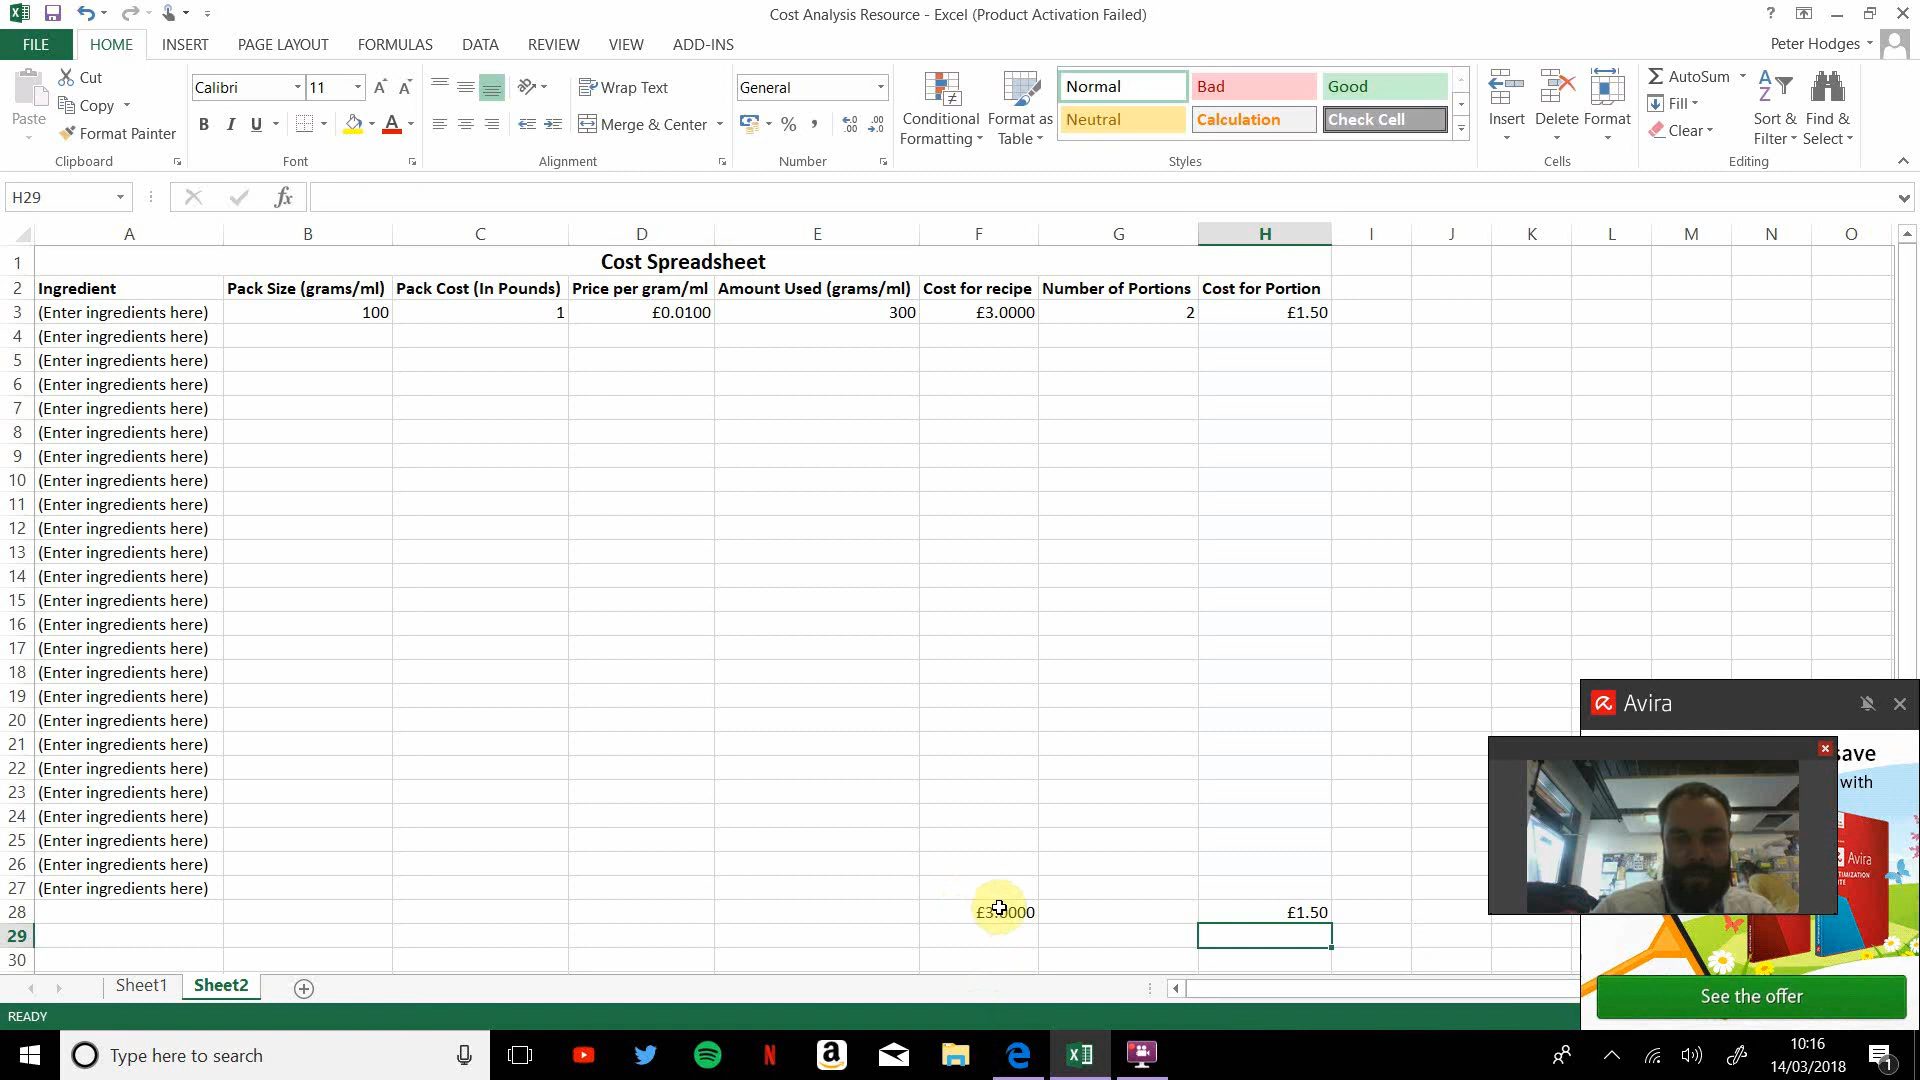 Cost Analysis Resource - Excel (Product Activation Failed)
?
FILE HOME INSERT PAGE LAYOUT FORMULAS DATA REVIEW VIEW ADD-INS
Peter Hodges
Paste
Cut
Copy
Format Painter
Clipboard
Calibri 11
B I U
Font
Wrap Text
Merge & Center
Alignment
General
%
Number
Conditional Formatting
Format as Table
Normal Bad Good
Neutral Calculation Check Cell
Styles
Insert Delete Format
Cells
AutoSum
Fill
Clear
Sort & Filter
Find & Select
Editing
H29
fx
A B C D E F G H I J K L M N O
1 Cost Spreadsheet
2 Ingredient Pack Size (grams/ml) Pack Cost (In Pounds) Price per gram/ml Amount Used (grams/ml) Cost for recipe Number of Portions Cost for Portion
3 (Enter ingredients here) 100 1 £0.0100 300 £3.0000 2 £1.50
4 (Enter ingredients here)
5 (Enter ingredients here)
6 (Enter ingredients here)
7 (Enter ingredients here)
8 (Enter ingredients here)
9 (Enter ingredients here)
10 (Enter ingredients here)
11 (Enter ingredients here)
12 (Enter ingredients here)
13 (Enter ingredients here)
14 (Enter ingredients here)
15 (Enter ingredients here)
16 (Enter ingredients here)
17 (Enter ingredients here)
18 (Enter ingredients here)
19 (Enter ingredients here)
20 (Enter ingredients here)
21 (Enter ingredients here)
22 (Enter ingredients here)
23 (Enter ingredients here)
24 (Enter ingredients here)
25 (Enter ingredients here)
26 (Enter ingredients here)
27 (Enter ingredients here)
28 £3.0000 £1.50
29
30
Avira
save
with
Avira
See the offer
Sheet1 Sheet2
READY
Type here to search
10:16
14/03/2018
1